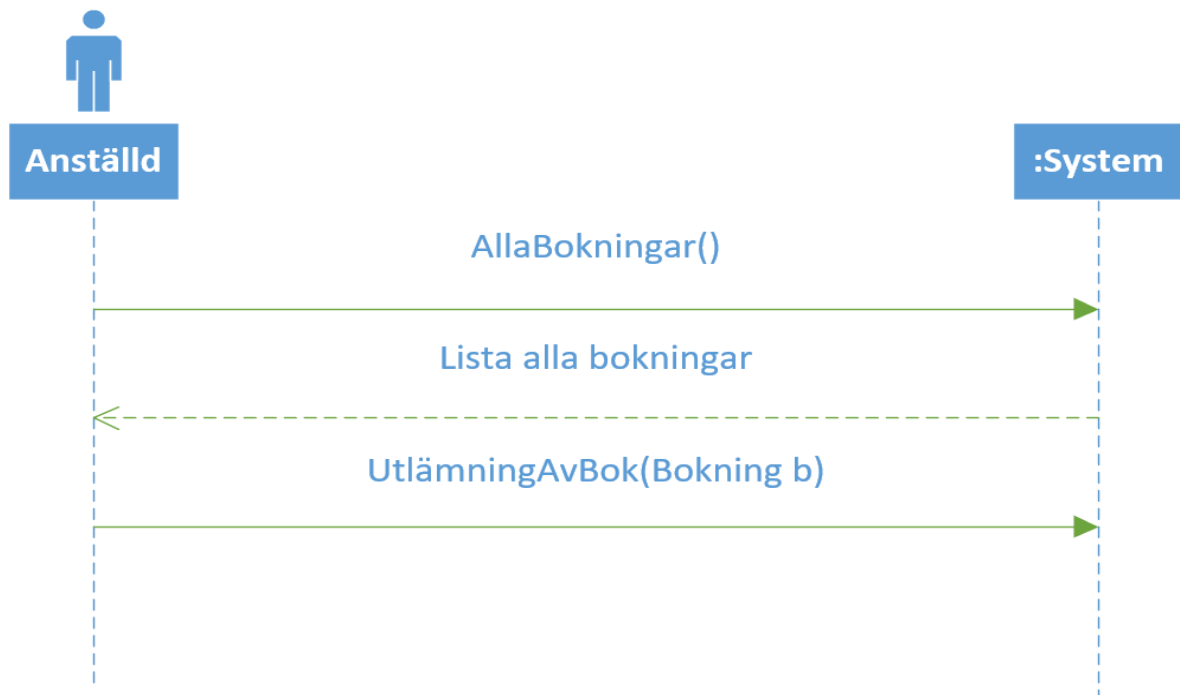 Anställd
:System
AllaBokningar()
Lista alla bokningar
UtlämningAvBok(Bokning b)